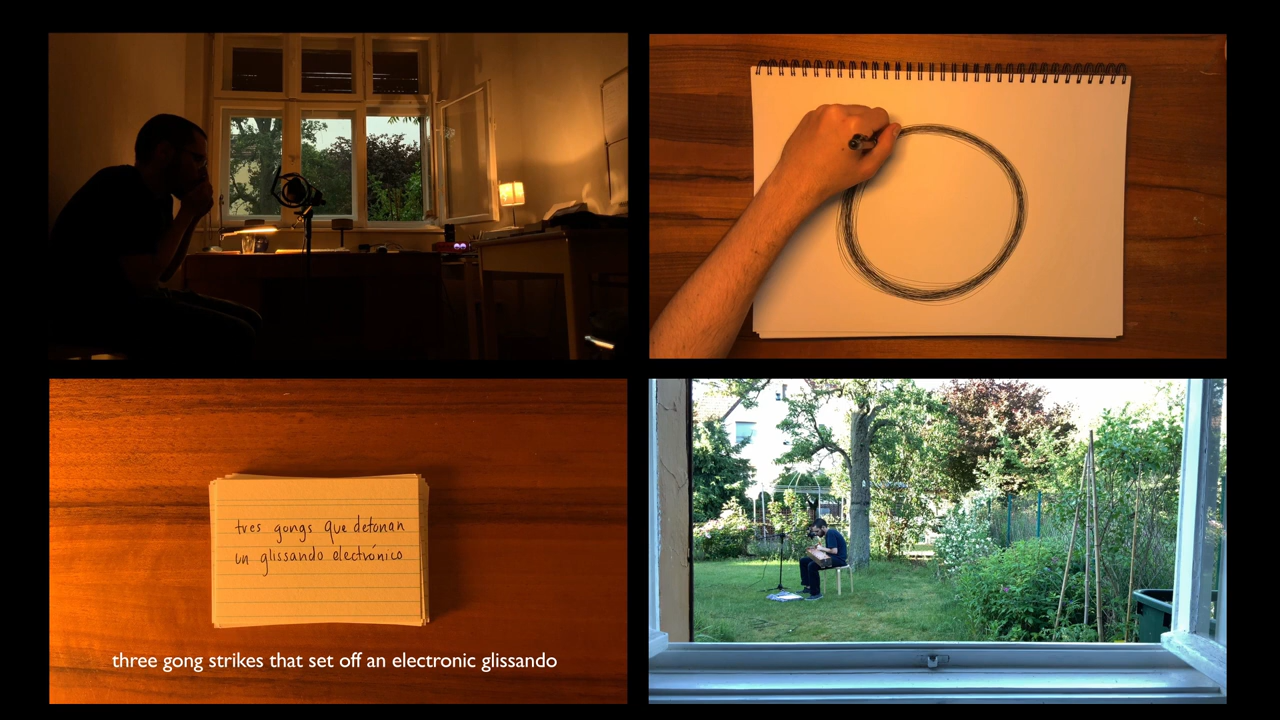 tres gongs que detonan
un glissando electrónico
three gong strikes that set off an electronic glissando